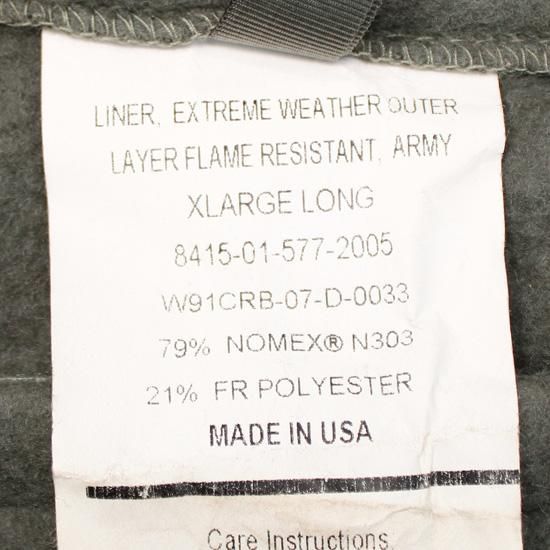 LINER, EXTREME WEATHER OUTER
LAYER FLAME RESISTANT, ARMY
XLARGE LONG
8415-01-577-2005
W91CRB-07-D-0033
79% NOMEX® N303
21% FR POLYESTER
MADE IN USA
Care Instructions